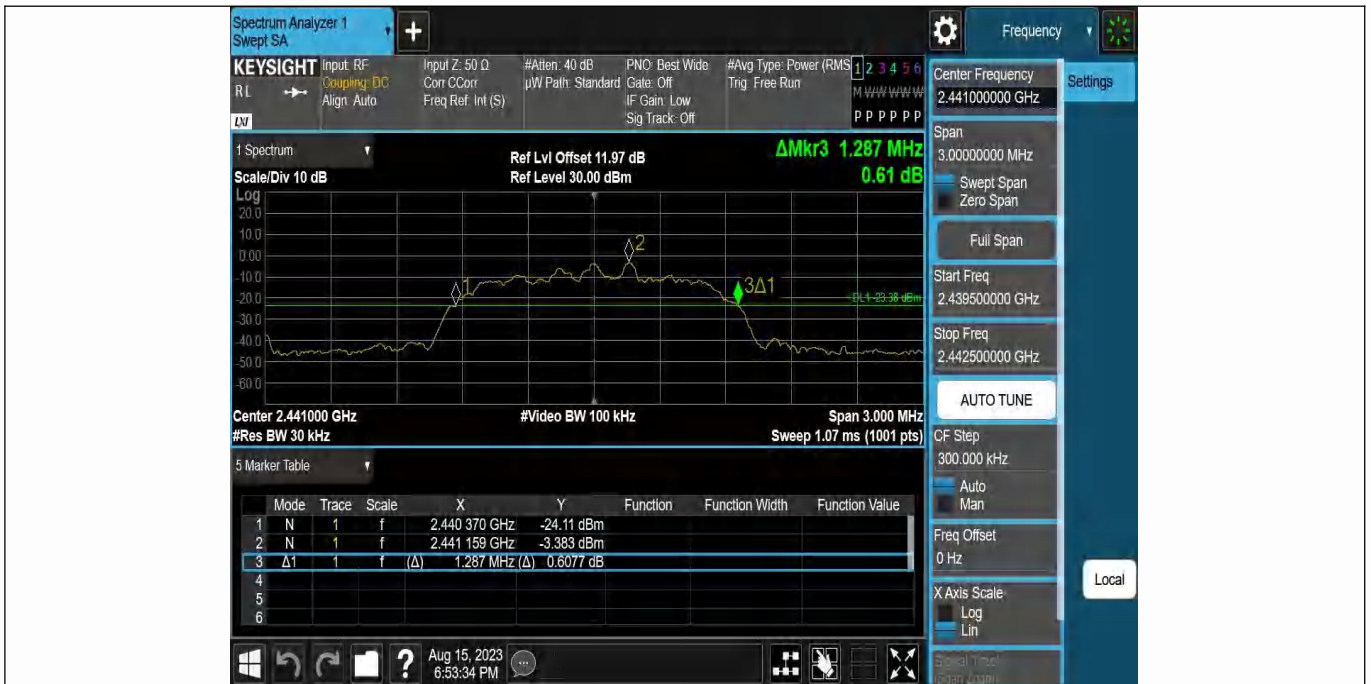 Spectrum Analyzer 1
Swept SA
+
Frequency
KEYSIGHT
RL
LXI
Input: RF
Coupling: DC
Align: Auto
Input Z: 50 Ω
Corr CCorr
Freq Ref: Int (S)
#Atten: 40 dB
µW Path: Standard
PNO: Best Wide
Gate: Off
IF Gain: Low
Sig Track: Off
#Avg Type: Power (RMS
Trig: Free Run
1 2 3 4 5 6
M W W W W W
P P P P P P
1 Spectrum
Scale/Div 10 dB
Log
Ref Lvl Offset 11.97 dB
Ref Level 30.00 dBm
ΔMkr3 1.287 MHz
0.61 dB
20.0
10.0
0.00
-10.0
-20.0
-30.0
-40.0
-50.0
-60.0
1
2
3Δ1
DL1 -23.38 dBm
Center 2.441000 GHz
#Res BW 30 kHz
#Video BW 100 kHz
Span 3.000 MHz
Sweep 1.07 ms (1001 pts)
5 Marker Table
Mode Trace Scale X Y Function Function Width Function Value
1 N 1 f 2.440 370 GHz -24.11 dBm
2 N 1 f 2.441 159 GHz -3.383 dBm
3 Δ1 1 f (Δ) 1.287 MHz (Δ) 0.6077 dB
4
5
6
Aug 15, 2023
6:53:34 PM
?
Center Frequency
2.441000000 GHz
Settings
Span
3.00000000 MHz
Swept Span
Zero Span
Full Span
Start Freq
2.439500000 GHz
Stop Freq
2.442500000 GHz
AUTO TUNE
CF Step
300.000 kHz
Auto
Man
Freq Offset
0 Hz
X Axis Scale
Log
Lin
Signal Track
(Span Zoom)
Local